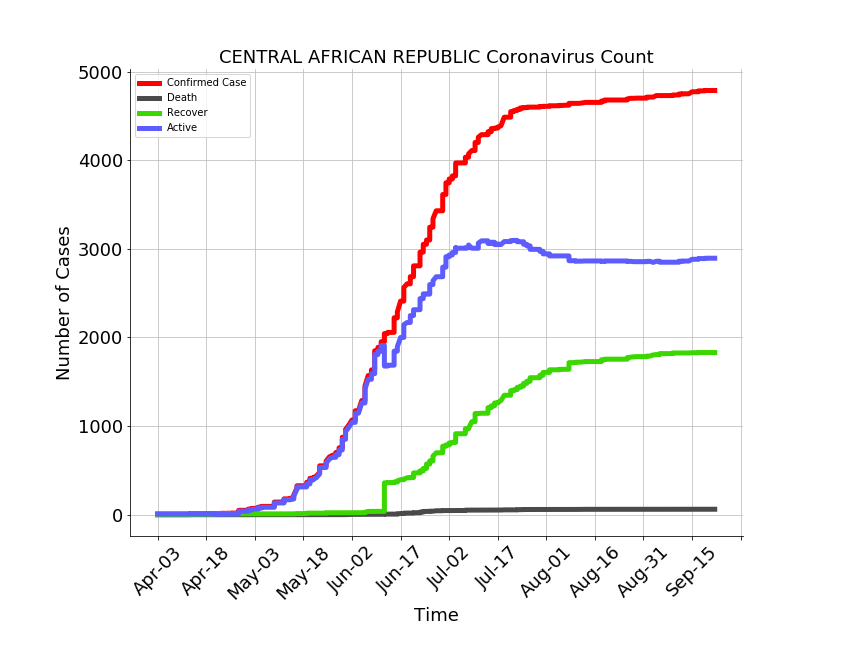 CENTRAL AFRICAN REPUBLIC Coronavirus Count
Confirmed Case
Death
Recover
Active
5000
4000
3000
2000
1000
0
Number of Cases
Apr-03
Apr-18
May-03
May-18
Jun-02
Jun-17
Jul-02
Jul-17
Aug-01
Aug-16
Aug-31
Sep-15
Time